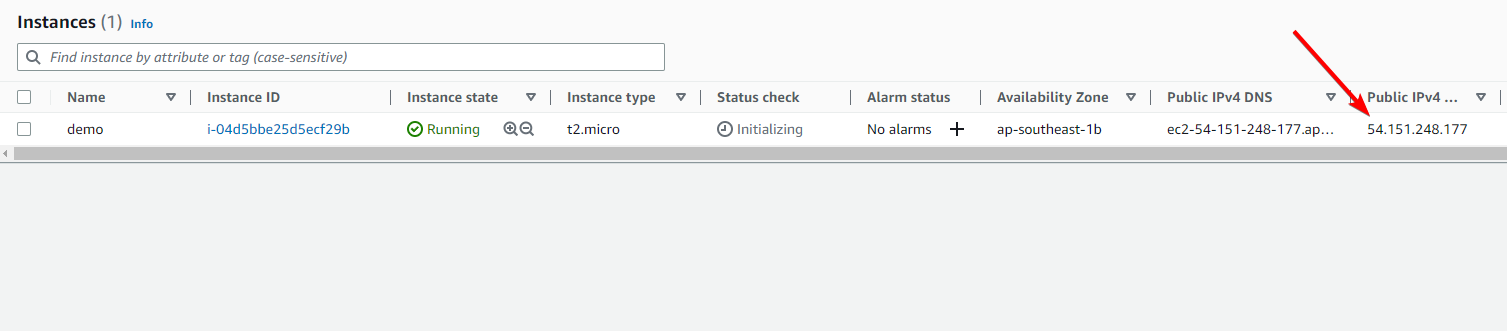 Instances (1) Info
Find instance by attribute or tag (case-sensitive)
Name Instance ID Instance state Instance type Status check Alarm status Availability Zone Public IPv4 DNS Public IPv4 ...
demo i-04d5bbe25d5ecf29b Running t2.micro Initializing No alarms + ap-southeast-1b ec2-54-151-248-177.ap... 54.151.248.177